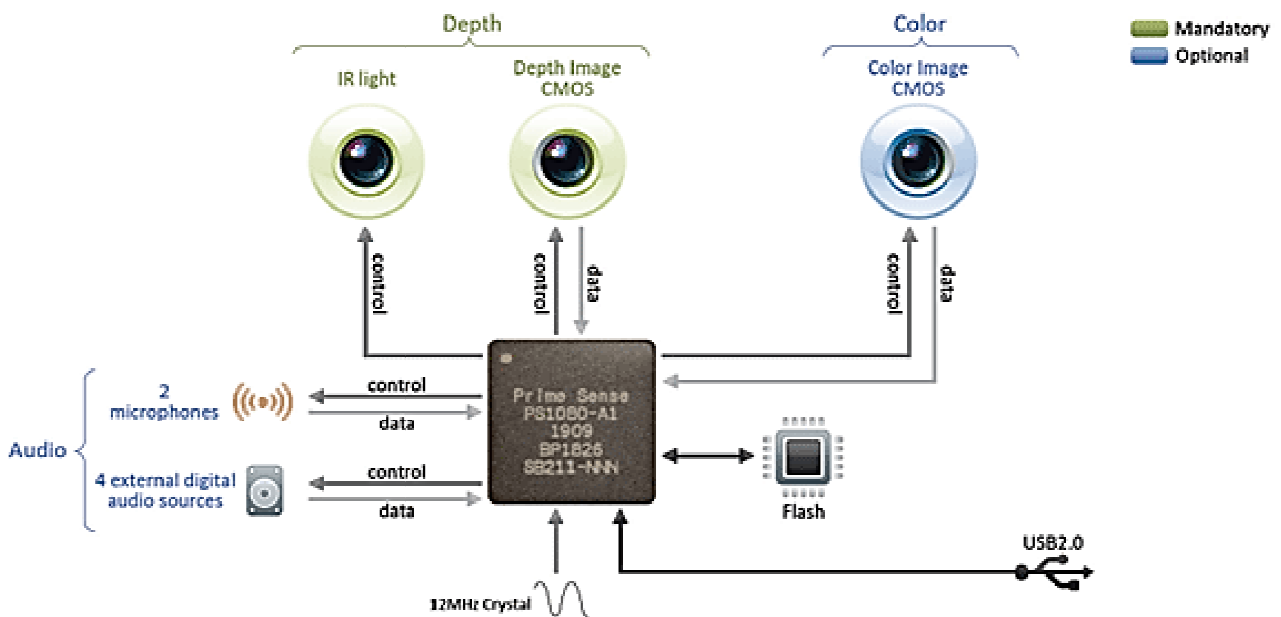 Depth
Color
Mandatory
Optional
IR light
Depth Image
CMOS
Color Image
CMOS
control
control
data
control
data
Audio
2
microphones
control
data
4 external digital
audio sources
control
data
Prime Sense
PS1080-A1
1909
BP1826
SB211-NNN
Flash
USB2.0
12MHz Crystal